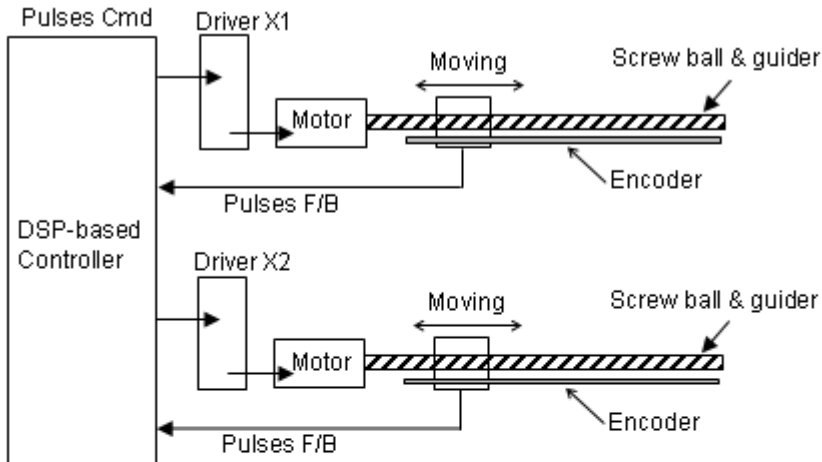 Pulses Cmd
Driver X1
Moving
Screw ball & guider
Motor
Encoder
Pulses F/B
DSP-based
Controller
Driver X2
Moving
Screw ball & guider
Motor
Encoder
Pulses F/B